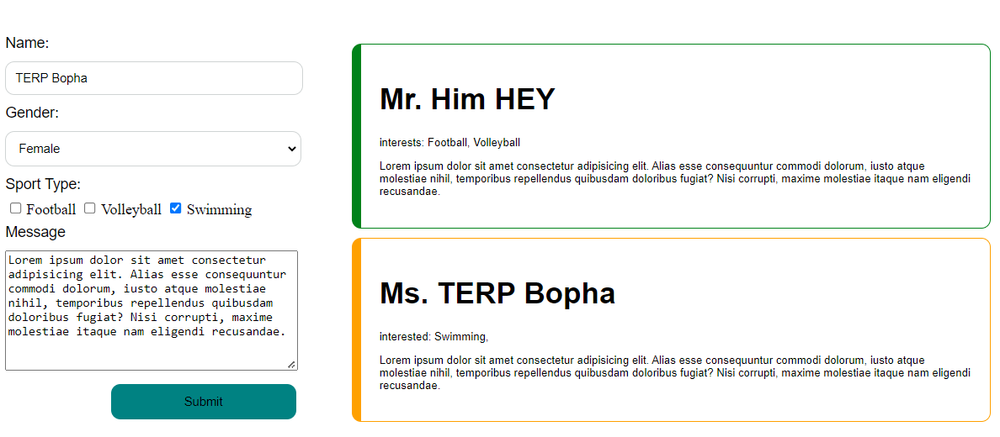 Name:
TERP Bopha
Gender:
Female
Sport Type:
Football Volleyball Swimming
Message
Lorem ipsum dolor sit amet consectetur
adipisicing elit. Alias esse consequuntur
commodi dolorum, iusto atque molestiae
nihil, temporibus repellendus quibusdam
doloribus fugiat? Nisi corrupti, maxime
molestiae itaque nam eligendi recusandae.
Submit
Mr. Him HEY
interests: Football, Volleyball
Lorem ipsum dolor sit amet consectetur adipisicing elit. Alias esse consequuntur commodi dolorum, iusto atque
molestiae nihil, temporibus repellendus quibusdam doloribus fugiat? Nisi corrupti, maxime molestiae itaque nam eligendi
recusandae.
Ms. TERP Bopha
interested: Swimming,
Lorem ipsum dolor sit amet consectetur adipisicing elit. Alias esse consequuntur commodi dolorum, iusto atque
molestiae nihil, temporibus repellendus quibusdam doloribus fugiat? Nisi corrupti, maxime molestiae itaque nam eligendi
recusandae.